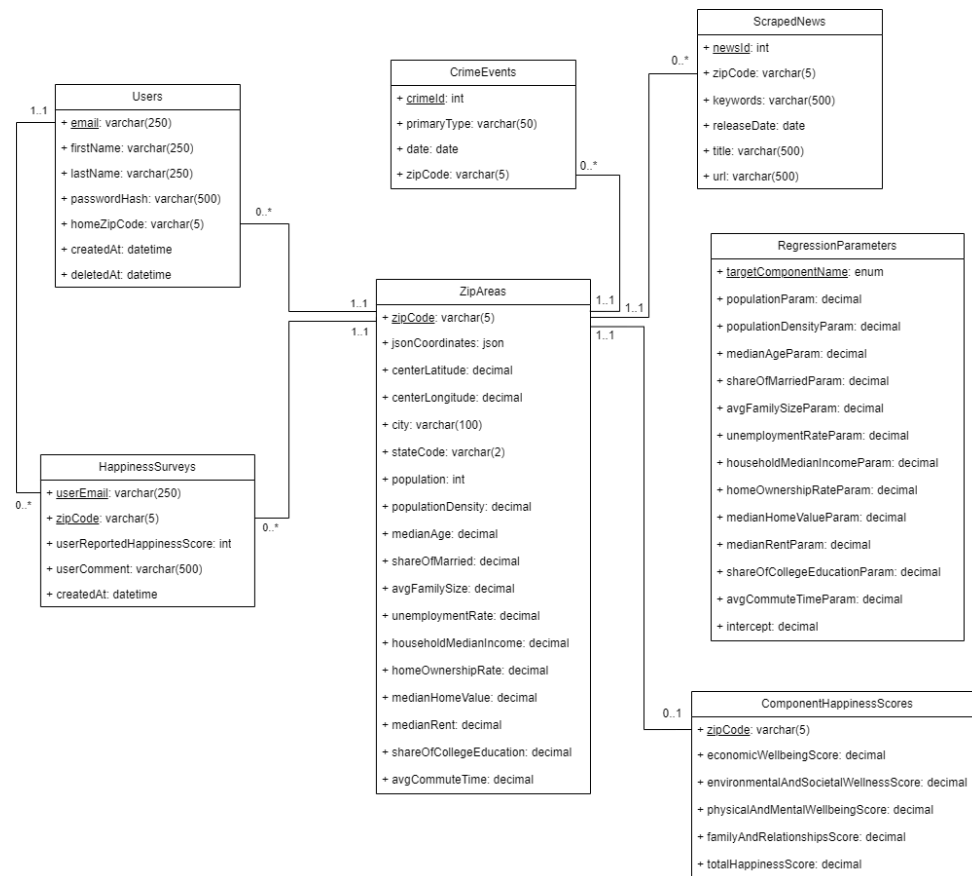 ScrapedNews
+ newsId: int
+ zipCode: varchar(5)
+ keywords: varchar(500)
+ releaseDate: date
+ title: varchar(500)
+ url: varchar(500)
0..*
CrimeEvents
+ crimeId: int
+ primaryType: varchar(50)
+ date: date
+ zipCode: varchar(5)
0..*
Users
+ email: varchar(250)
+ firstName: varchar(250)
+ lastName: varchar(250)
+ passwordHash: varchar(500)
+ homeZipCode: varchar(5)
+ createdAt: datetime
+ deletedAt: datetime
1..1
0..*
RegressionParameters
+ targetComponentName: enum
+ populationParam: decimal
+ populationDensityParam: decimal
+ medianAgeParam: decimal
+ shareOfMarriedParam: decimal
+ avgFamilySizeParam: decimal
+ unemploymentRateParam: decimal
+ householdMedianIncomeParam: decimal
+ homeOwnershipRateParam: decimal
+ medianHomeValueParam: decimal
+ medianRentParam: decimal
+ shareOfCollegeEducationParam: decimal
+ avgCommuteTimeParam: decimal
+ intercept: decimal
ZipAreas
+ zipCode: varchar(5)
+ jsonCoordinates: json
+ centerLatitude: decimal
+ centerLongitude: decimal
+ city: varchar(100)
+ stateCode: varchar(2)
+ population: int
+ populationDensity: decimal
+ medianAge: decimal
+ shareOfMarried: decimal
+ avgFamilySize: decimal
+ unemploymentRate: decimal
+ householdMedianIncome: decimal
+ homeOwnershipRate: decimal
+ medianHomeValue: decimal
+ medianRent: decimal
+ shareOfCollegeEducation: decimal
+ avgCommuteTime: decimal
1..1
1..1
1..1
1..1
1..1
HappinessSurveys
+ userEmail: varchar(250)
+ zipCode: varchar(5)
+ userReportedHappinessScore: int
+ userComment: varchar(500)
+ createdAt: datetime
0..*
0..*
ComponentHappinessScores
+ zipCode: varchar(5)
+ economicWellbeingScore: decimal
+ environmentalAndSocietalWellnessScore: decimal
+ physicalAndMentalWellbeingScore: decimal
+ familyAndRelationshipsScore: decimal
+ totalHappinessScore: decimal
0..1